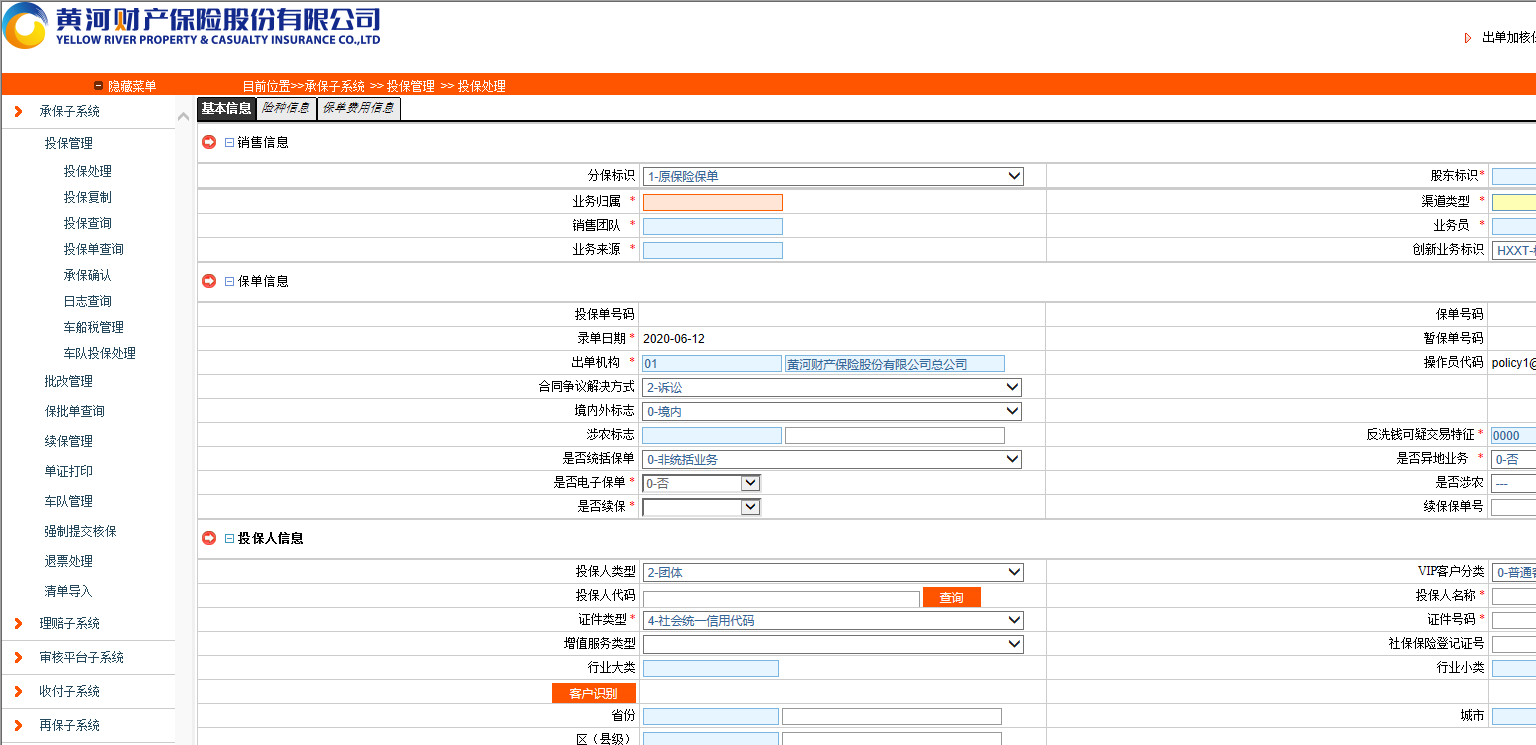 黄河财产保险股份有限公司
YELLOW RIVER PROPERTY & CASUALTY INSURANCE CO.,LTD
出单加核
隐藏菜单 目前位置>>承保子系统 >> 投保管理 >> 投保处理
承保子系统
投保管理
投保处理
投保复制
投保查询
投保单查询
承保确认
日志查询
车船税管理
车队投保处理
批改管理
保批单查询
续保管理
单证打印
车队管理
强制提交核保
退票处理
清单导入
理赔子系统
审核平台子系统
收付子系统
再保子系统
基本信息 险种信息 保单费用信息
销售信息
分保标识 1-原保险保单 股东标识*
业务归属 * 渠道类型 *
销售团队 * 业务员 *
业务来源 * 创新业务标识 HXXT-
保单信息
投保单号码 保单号码
录单日期* 2020-06-12 暂保单号码
出单机构 * 01 黄河财产保险股份有限公司总公司 操作员代码 policy1@
合同争议解决方式 2-诉讼
境内外标志 0-境内
涉农标志 反洗钱可疑交易特征* 0000
是否统括保单 0-非统括业务 是否异地业务 * 0-否
是否电子保单* 0-否 是否涉农 ---
是否续保* 续保保单号
投保人信息
投保人类型 2-团体 VIP客户分类 0-普通
投保人代码 查询 投保人名称*
证件类型* 4-社会统一信用代码 证件号码*
增值服务类型 社保保险登记证号
行业大类 行业小类
客户识别
省份 城市
区（县级）